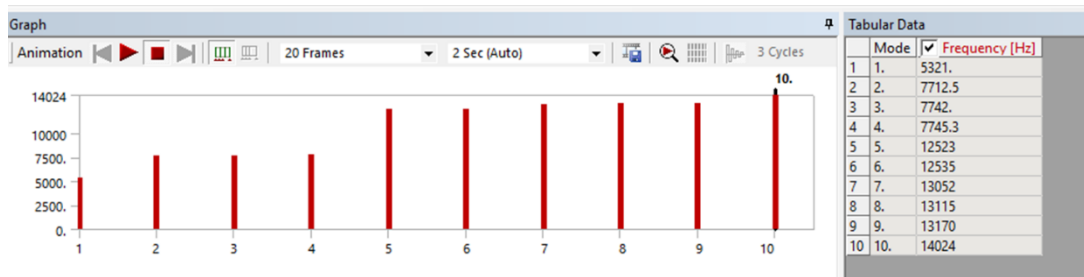 Graph
Animation 20 Frames 2 Sec (Auto) 3 Cycles
10.
14024
10000
7500.
5000.
2500.
0.
1 2 3 4 5 6 7 8 9 10
Tabular Data
Mode Frequency [Hz]
1 1. 5321.
2 2. 7712.5
3 3. 7742.
4 4. 7745.3
5 5. 12523
6 6. 12535
7 7. 13052
8 8. 13115
9 9. 13170
10 10. 14024